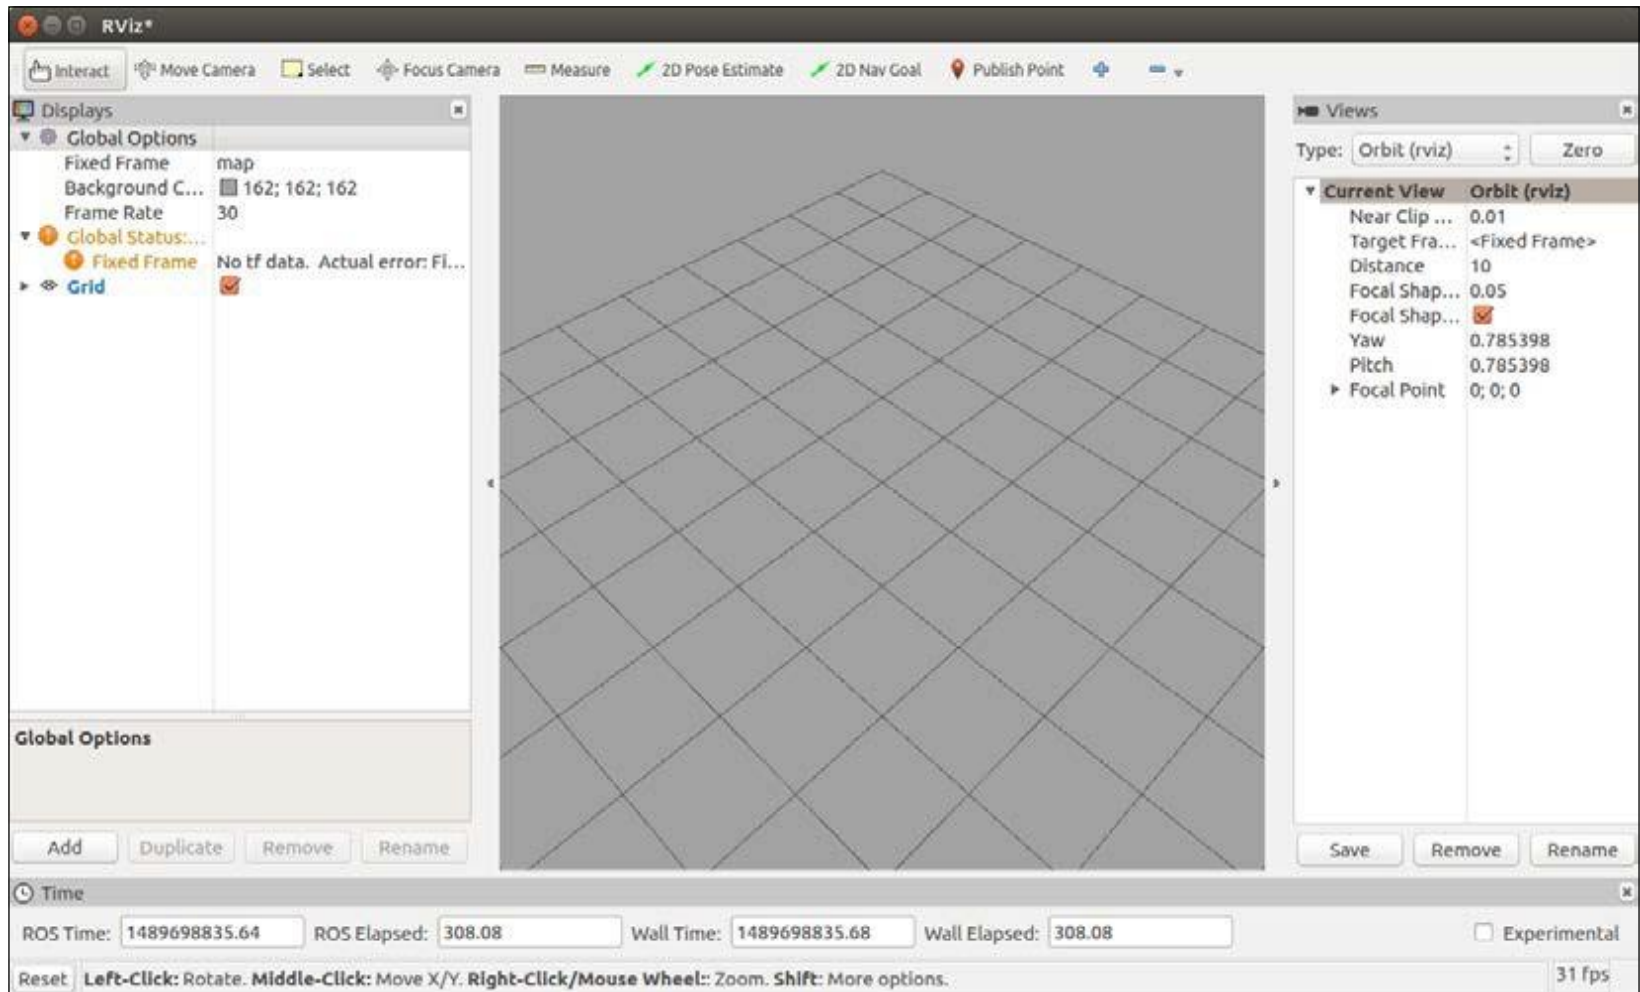 RViz*
Interact Move Camera Select Focus Camera Measure 2D Pose Estimate 2D Nav Goal Publish Point
Displays
Global Options
Fixed Frame map
Background C... 162; 162; 162
Frame Rate 30
Global Status:...
Fixed Frame No tf data. Actual error: Fi...
Grid
Global Options
Add Duplicate Remove Rename
Views
Type: Orbit (rviz) Zero
Current View Orbit (rviz)
Near Clip ... 0.01
Target Fra... <Fixed Frame>
Distance 10
Focal Shap... 0.05
Focal Shap...
Yaw 0.785398
Pitch 0.785398
Focal Point 0; 0; 0
Save Remove Rename
Time
ROS Time: 1489698835.64 ROS Elapsed: 308.08 Wall Time: 1489698835.68 Wall Elapsed: 308.08 Experimental
Reset Left-Click: Rotate. Middle-Click: Move X/Y. Right-Click/Mouse Wheel:: Zoom. Shift: More options. 31 fps